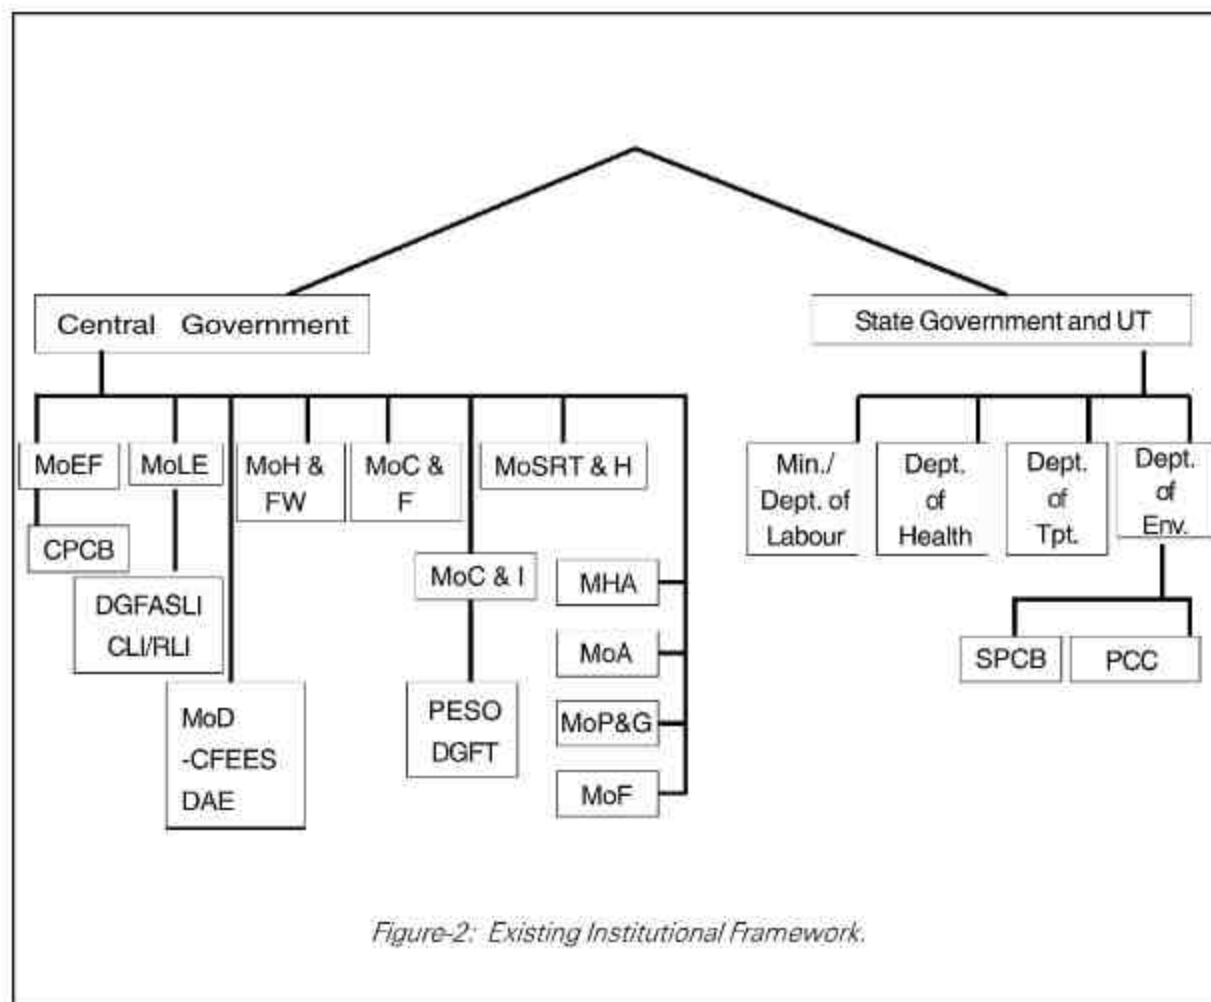 Central Government
State Government and UT
MoEF
MoLE
MoH &
FW
MoC &
F
MoSRT & H
CPCB
DGFASLI
CLI/RLI
MoD
-CFEES
DAE
MoC & I
PESO
DGFT
MHA
MoA
MoP&G
MoF
Min./
Dept. of
Labour
Dept.
of
Health
Dept.
of
Tpt.
Dept.
of
Env.
SPCB
PCC
Figure-2: Existing Institutional Framework.